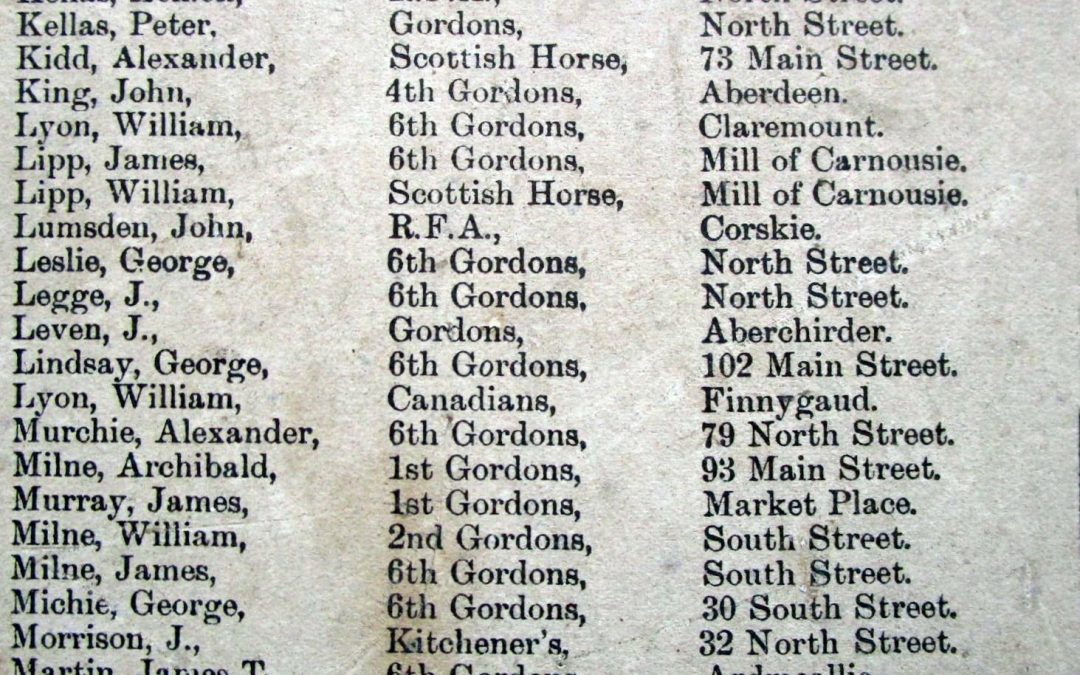 Kellas, Peter, Gordons, North Street.
Kidd, Alexander, Scottish Horse, 73 Main Street.
King, John, 4th Gordons, Aberdeen.
Lyon, William, 6th Gordons, Claremount.
Lipp, James, 6th Gordons, Mill of Carnousie.
Lipp, William, Scottish Horse, Mill of Carnousie.
Lumsden, John, R.F.A., Corskie.
Leslie, George, 6th Gordons, North Street.
Legge, J., 6th Gordons, North Street.
Leven, J., Gordons, Aberchirder.
Lindsay, George, 6th Gordons, 102 Main Street.
Lyon, William, Canadians, Finnygaud.
Murchie, Alexander, 6th Gordons, 79 North Street.
Milne, Archibald, 1st Gordons, 93 Main Street.
Murray, James, 1st Gordons, Market Place.
Milne, William, 2nd Gordons, South Street.
Milne, James, 6th Gordons, South Street.
Michie, George, 6th Gordons, 30 South Street.
Morrison, J., Kitchener's, 32 North Street.
Martin, James T. 6th Gordons